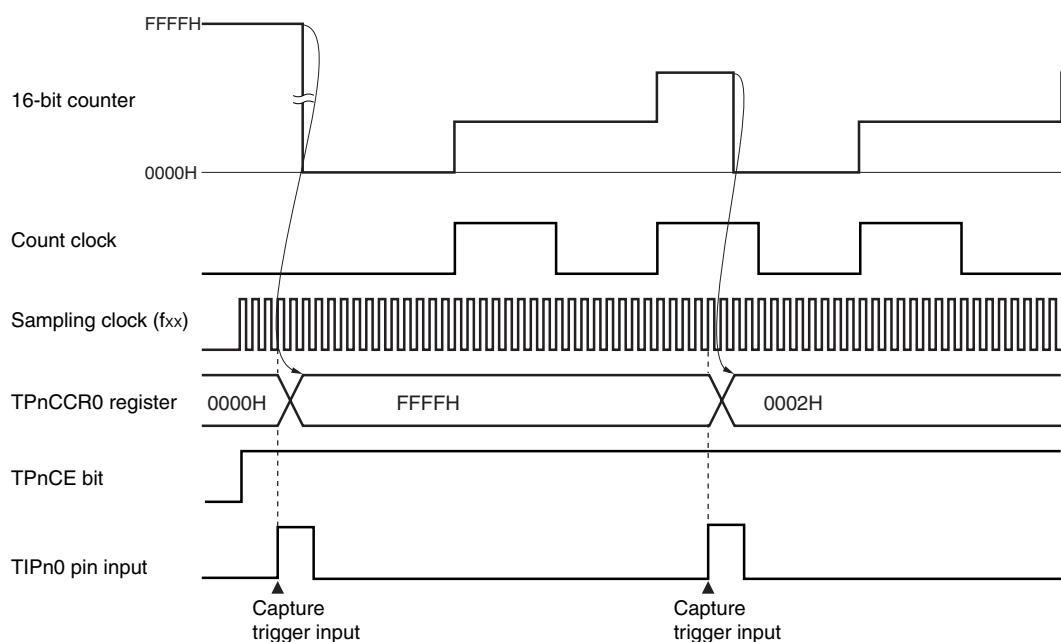 FFFFH
16-bit counter
0000H
Count clock
Sampling clock (fxx)
TPnCCR0 register
0000H
FFFFH
0002H
TPnCE bit
TIPn0 pin input
Capture
trigger input
Capture
trigger input